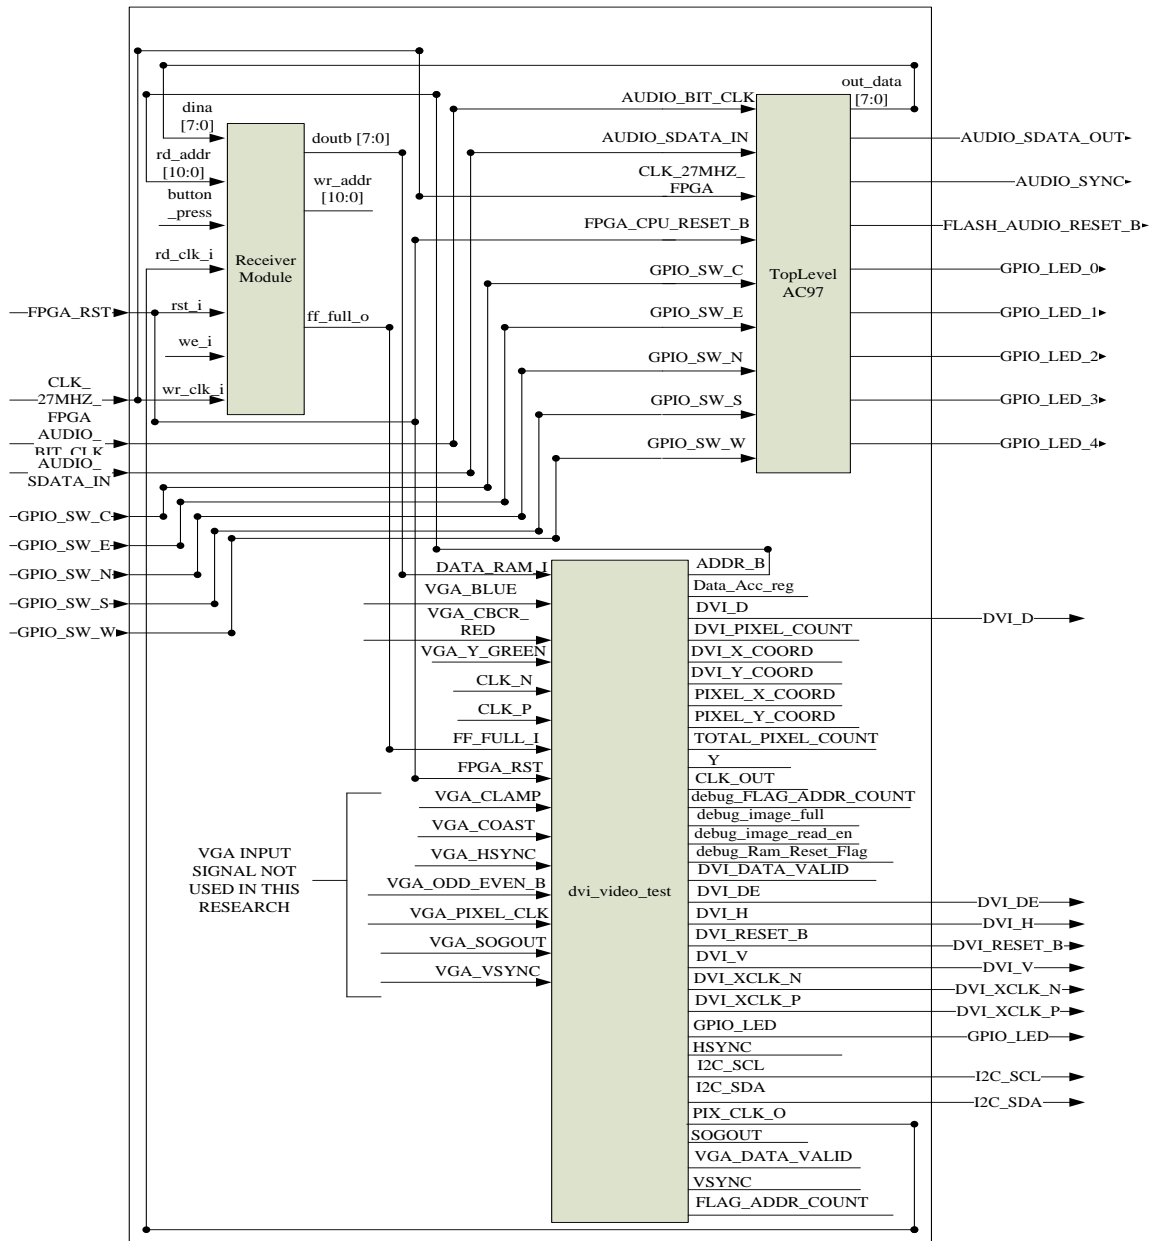 dina
[7:0]
rd_addr
[10:0]
button
_press
rd_clk_i
rst_i
we_i
wr_clk_i
Receiver
Module
doutb [7:0]
wr_addr
[10:0]
ff_full_o
FPGA_RST
CLK_
27MHZ_
FPGA
AUDIO_
BIT_CLK
AUDIO_
SDATA_IN
GPIO_SW_C
GPIO_SW_E
GPIO_SW_N
GPIO_SW_S
GPIO_SW_W
AUDIO_BIT_CLK
AUDIO_SDATA_IN
CLK_27MHZ_
FPGA
FPGA_CPU_RESET_B
GPIO_SW_C
GPIO_SW_E
GPIO_SW_N
GPIO_SW_S
GPIO_SW_W
TopLevel
AC97
out_data
[7:0]
AUDIO_SDATA_OUT
AUDIO_SYNC
FLASH_AUDIO_RESET_B
GPIO_LED_0
GPIO_LED_1
GPIO_LED_2
GPIO_LED_3
GPIO_LED_4
DATA_RAM_I
VGA_BLUE
VGA_CBCR_
RED
VGA_Y_GREEN
CLK_N
CLK_P
FF_FULL_I
FPGA_RST
VGA_CLAMP
VGA_COAST
VGA_HSYNC
VGA_ODD_EVEN_B
VGA_PIXEL_CLK
VGA_SOGOUT
VGA_VSYNC
VGA INPUT
SIGNAL NOT
USED IN THIS
RESEARCH
dvi_video_test
ADDR_B
Data_Acc_reg
DVI_D
DVI_PIXEL_COUNT
DVI_X_COORD
DVI_Y_COORD
PIXEL_X_COORD
PIXEL_Y_COORD
TOTAL_PIXEL_COUNT
Y
CLK_OUT
debug_FLAG_ADDR_COUNT
debug_image_full
debug_image_read_en
debug_Ram_Reset_Flag
DVI_DATA_VALID
DVI_DE
DVI_H
DVI_RESET_B
DVI_V
DVI_XCLK_N
DVI_XCLK_P
GPIO_LED
HSYNC
I2C_SCL
I2C_SDA
PIX_CLK_O
SOGOUT
VGA_DATA_VALID
VSYNC
FLAG_ADDR_COUNT
DVI_D
DVI_DE
DVI_H
DVI_RESET_B
DVI_V
DVI_XCLK_N
DVI_XCLK_P
GPIO_LED
I2C_SCL
I2C_SDA